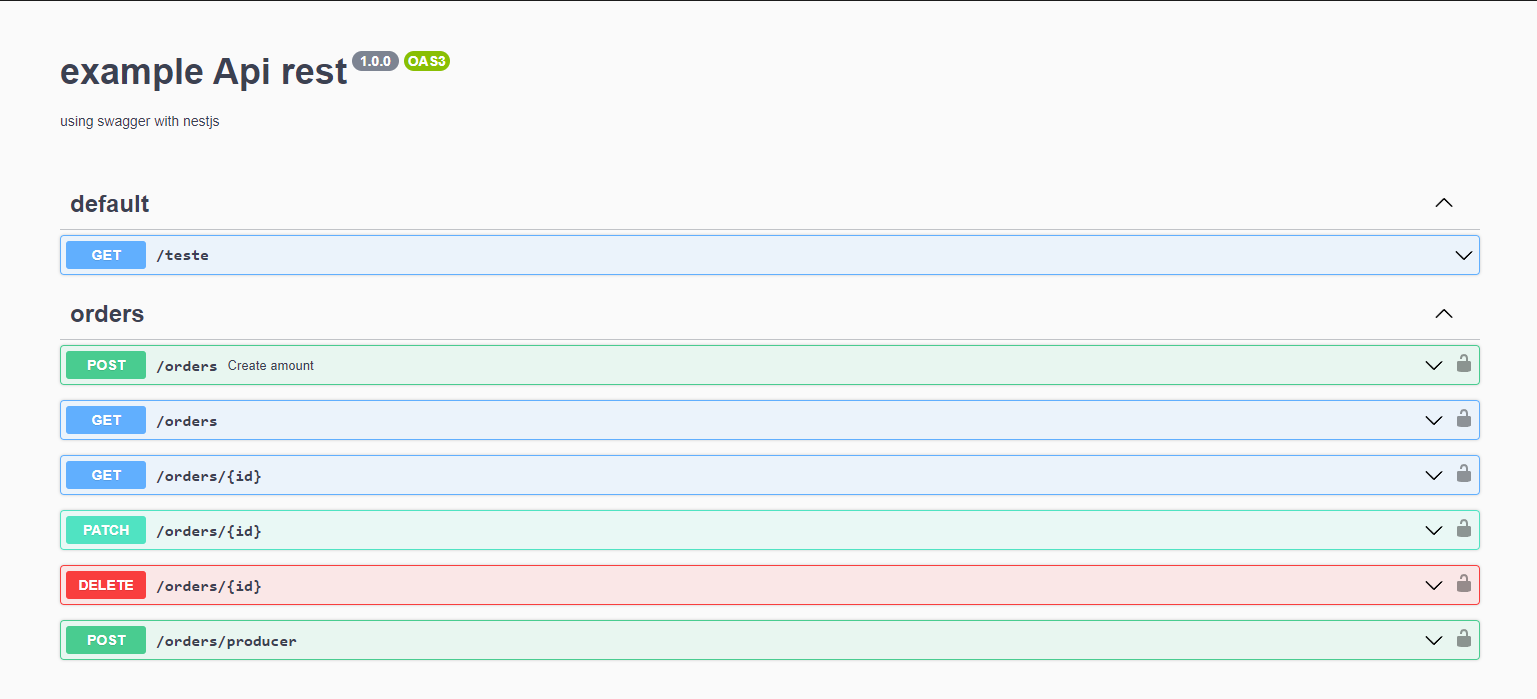 example Api rest 1.0.0 OAS3
using swagger with nestjs
default
GET /teste
orders
POST /orders Create amount
GET /orders
GET /orders/{id}
PATCH /orders/{id}
DELETE /orders/{id}
POST /orders/producer